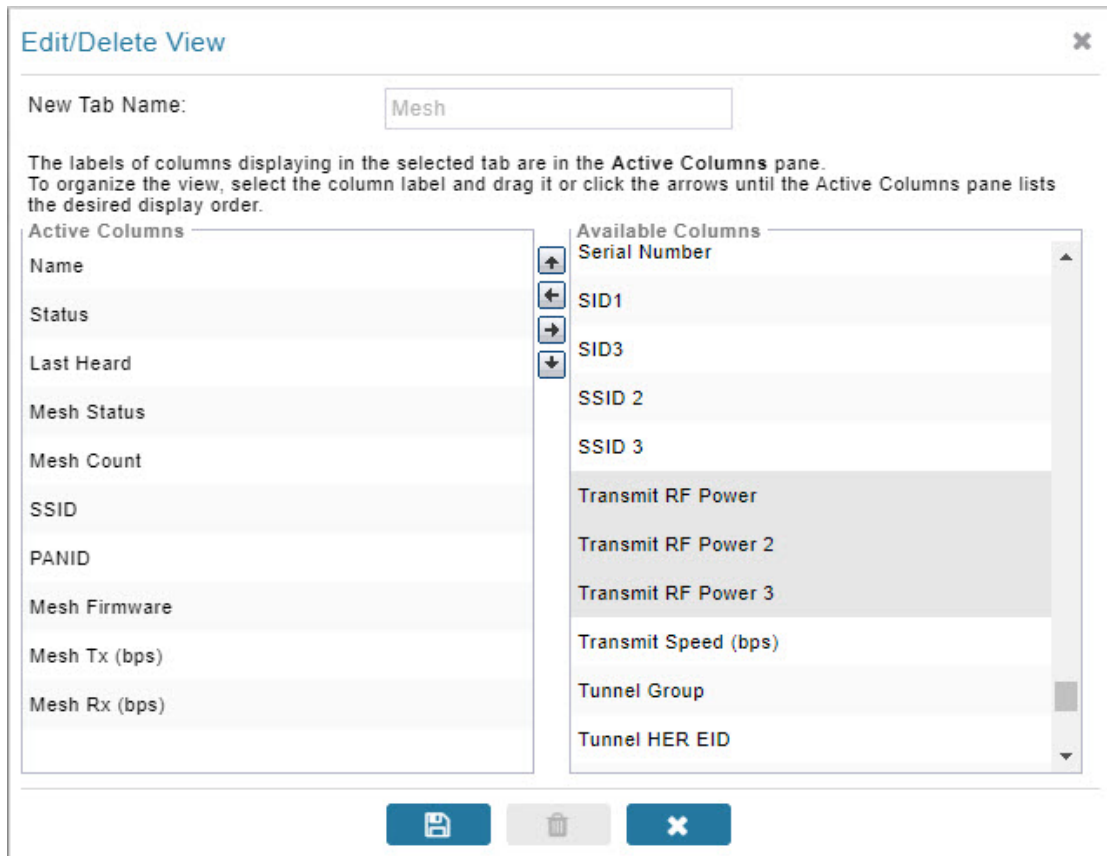 Edit/Delete View
New Tab Name:
Mesh
The labels of columns displaying in the selected tab are in the Active Columns pane.
To organize the view, select the column label and drag it or click the arrows until the Active Columns pane lists
the desired display order.
Active Columns
Name
Status
Last Heard
Mesh Status
Mesh Count
SSID
PANID
Mesh Firmware
Mesh Tx (bps)
Mesh Rx (bps)
Available Columns
Serial Number
SID1
SID3
SSID 2
SSID 3
Transmit RF Power
Transmit RF Power 2
Transmit RF Power 3
Transmit Speed (bps)
Tunnel Group
Tunnel HER EID